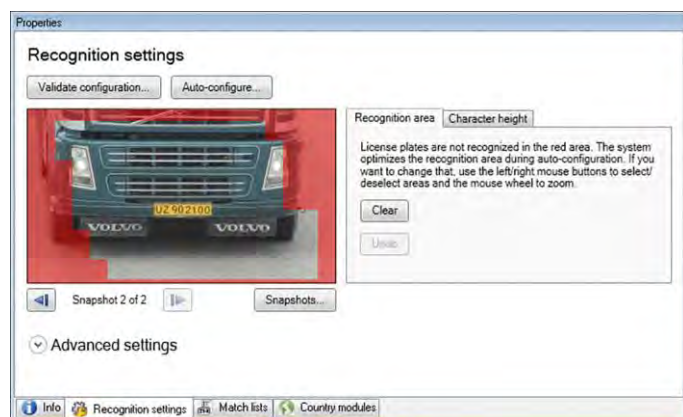 Properties
Recognition settings
Validate configuration...
Auto-configure...
Recognition area
Character height
License plates are not recognized in the red area. The system
optimizes the recognition area during auto-configuration. If you
want to change that, use the left/right mouse buttons to select/
deselect areas and the mouse wheel to zoom.
Clear
Undo
UZ 902100
VOLVO VOLVO
Snapshot 2 of 2
Snapshots...
Advanced settings
Info Recognition settings Match lists Country modules